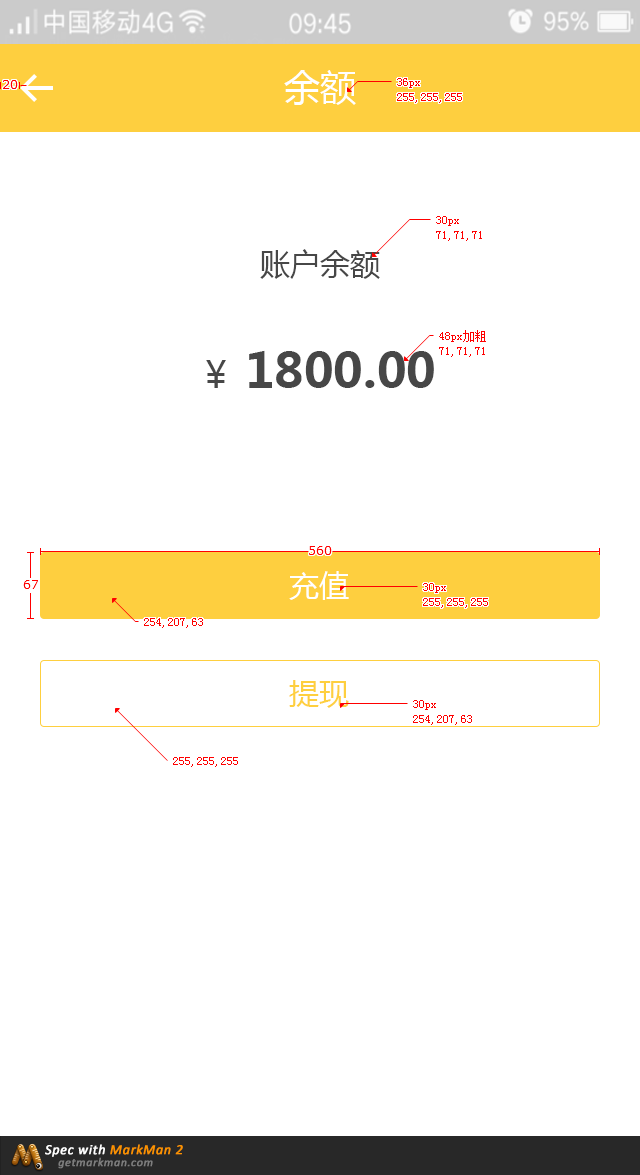 中国移动4G 09:45 95%
20 余额 36px
255, 255, 255
30px
71, 71, 71
账户余额
48px加粗
71, 71, 71
¥ 1800.00
560
67 充值 30px
255, 255, 255
254, 207, 63
提现 30px
254, 207, 63
255, 255, 255
Spec with MarkMan 2
getmarkman.com